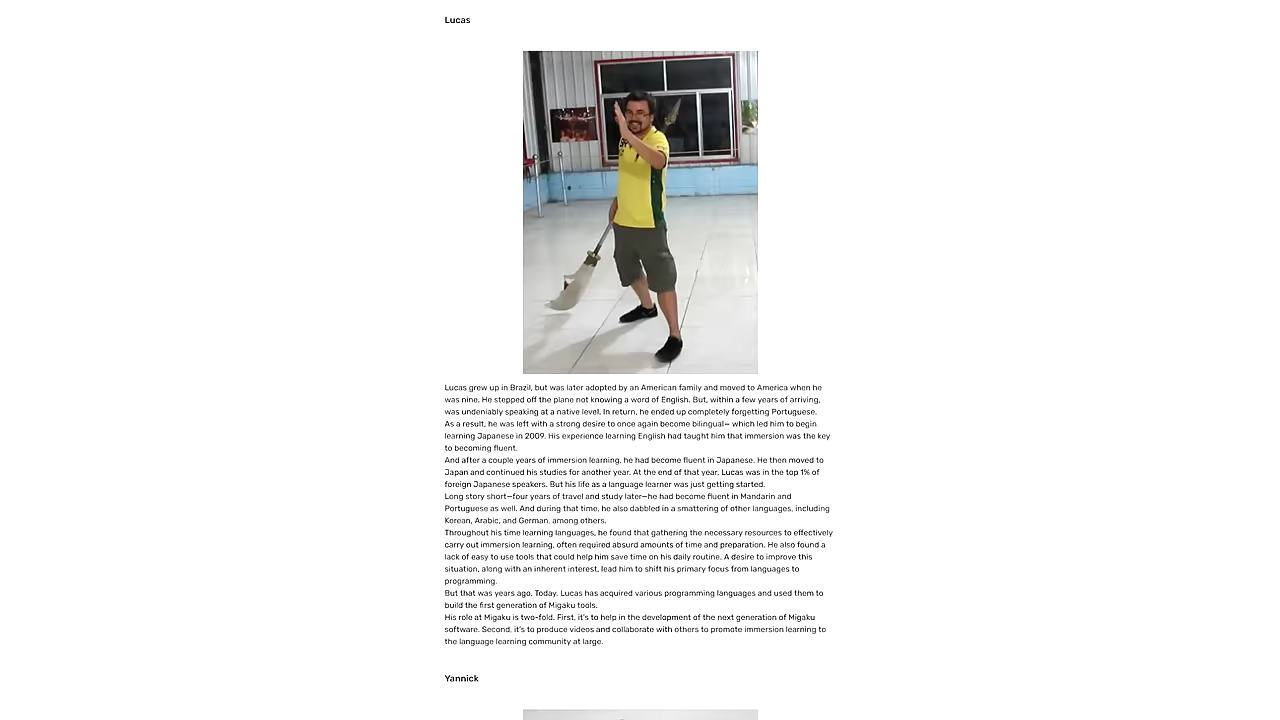 Lucas
Lucas grew up in Brazil, but was later adopted by an American family and moved to America when he
was nine. He stepped off the plane not knowing a word of English. But, within a few years of arriving,
was undeniably speaking at a native level. In return, he ended up completely forgetting Portuguese.
As a result, he was left with a strong desire to once again become bilingual— which led him to begin
learning Japanese in 2009. His experience learning English had taught him that immersion was the key
to becoming fluent.
And after a couple years of immersion learning, he had become fluent in Japanese. He then moved to
Japan and continued his studies for another year. At the end of that year, Lucas was in the top 1% of
foreign Japanese speakers. But his life as a language learner was just getting started.
Long story short—four years of travel and study later—he had become fluent in Mandarin and
Portuguese as well. And during that time, he also dabbled in a smattering of other languages, including
Korean, Arabic, and German, among others.
Throughout his time learning languages, he found that gathering the necessary resources to effectively
carry out immersion learning, often required absurd amounts of time and preparation. He also found a
lack of easy to use tools that could help him save time on his daily routine. A desire to improve this
situation, along with an inherent interest, lead him to shift his primary focus from languages to
programming.
But that was years ago. Today, Lucas has acquired various programming languages and used them to
build the first generation of Migaku tools.
His role at Migaku is two-fold. First, it's to help in the development of the next generation of Migaku
software. Second, it's to produce videos and collaborate with others to promote immersion learning to
the language learning community at large.
Yannick